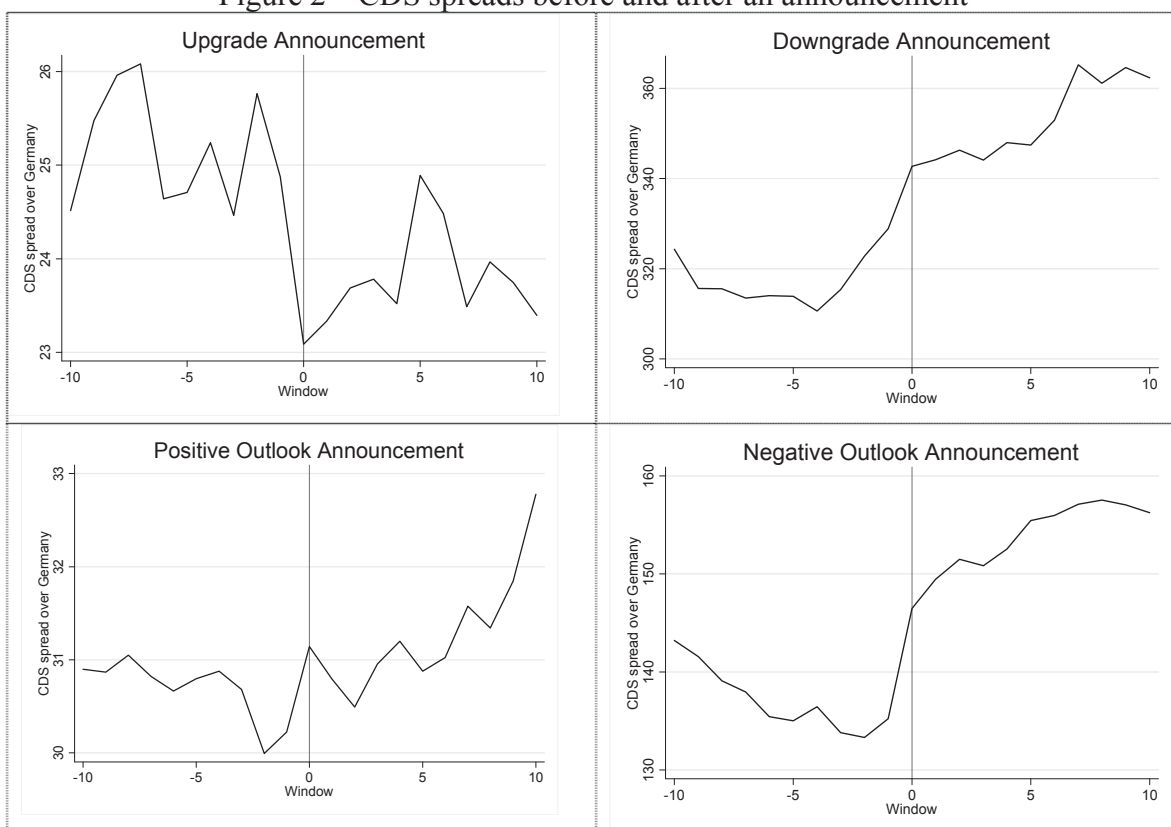 Figure 2 – CDS spreads before and after an announcement
Upgrade Announcement
CDS spread over Germany
26
25
24
23
-10
-5
0
5
10
Window
Downgrade Announcement
CDS spread over Germany
360
340
320
300
-10
-5
0
5
10
Window
Positive Outlook Announcement
CDS spread over Germany
33
32
31
30
-10
-5
0
5
10
Window
Negative Outlook Announcement
CDS spread over Germany
160
150
140
130
-10
-5
0
5
10
Window